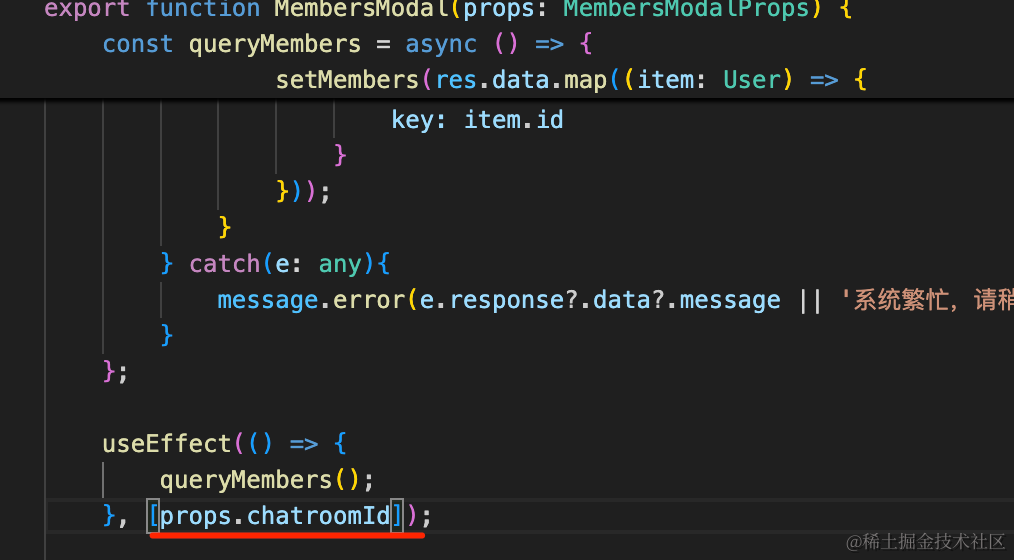 export function MembersModal(props: MembersModalProps) {
    const queryMembers = async () => {
                setMembers(res.data.map((item: User) => {
                        key: item.id
                    }
                }));
            }
        } catch(e: any){
            message.error(e.response?.data?.message || '系统繁忙，请稍
        }
    };

    useEffect(() => {
        queryMembers();
    }, [props.chatroomId]);
@稀土掘金技术社区